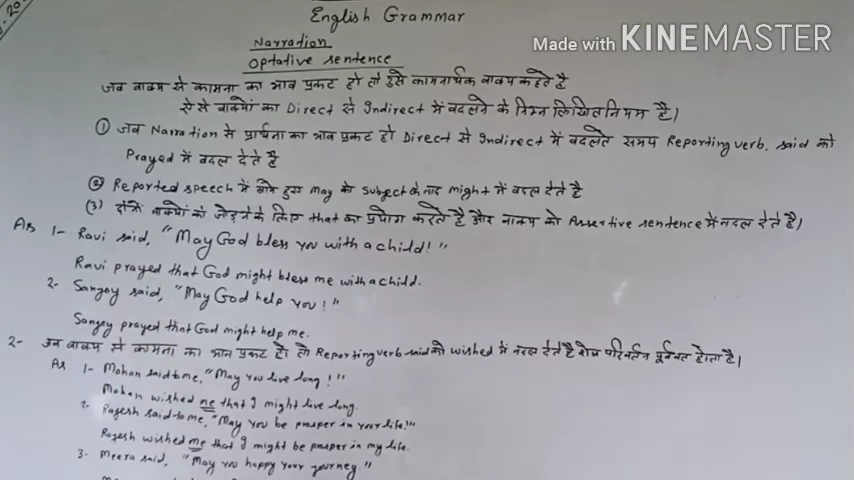 English Grammar
Made with KINEMASTER
Narration
Optative sentence
जब वाक्य से कामना का भाव प्रकट हो तो उसे कामनार्थक वाक्य कहते है
ऐसे वाक्यों का Direct से Indirect में बदलने के निम्न लिखित नियम है।
① जब Narration से प्रार्थना का भाव प्रकट हो Direct से Indirect में बदलते समय Reporting verb, said को
Prayed में बदल देते है
② Reported speech में आये हुए may को subject के बाद might में बदल देते है
(3) दोनों वाक्यों को जोड़ने के लिए that का प्रयोग करते है और वाक्य को Assertive sentence में बदल देते है।
As 1- Ravi said, "May God bless you with a child!"
Ravi prayed that God might bless me with a child.
2- Sanjay said, "May God help you!"
Sanjay prayed that God might help me.
2- जब वाक्य से कामना का भाव प्रकट हो तो Reporting verb said को wished में बदल देते है शेष परिवर्तन पूर्ववत होता है।
As 1- Mohan said to me, "May you live long!"
Mohan wished me that I might live long.
2- Rajesh said to me, "May you be prosper in your life!"
Rajesh wished me that I might be prosper in my life.
3- Meera said, "May you happy your journey."